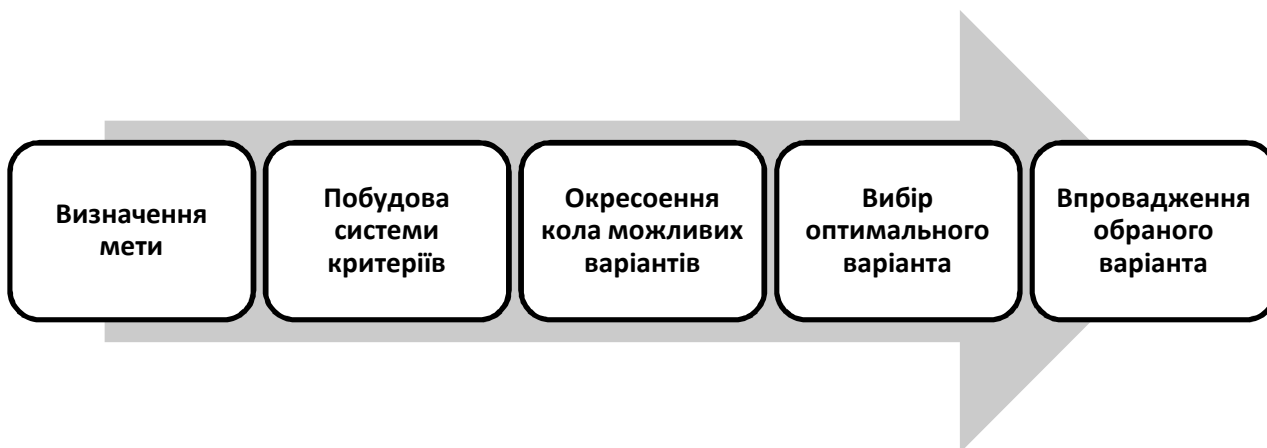 Визначення
мети
Побудова
системи
критеріїв
Окресоення
кола можливих
варіантів
Вибір
оптимального
варіанта
Впровадження
обраного
варіанта